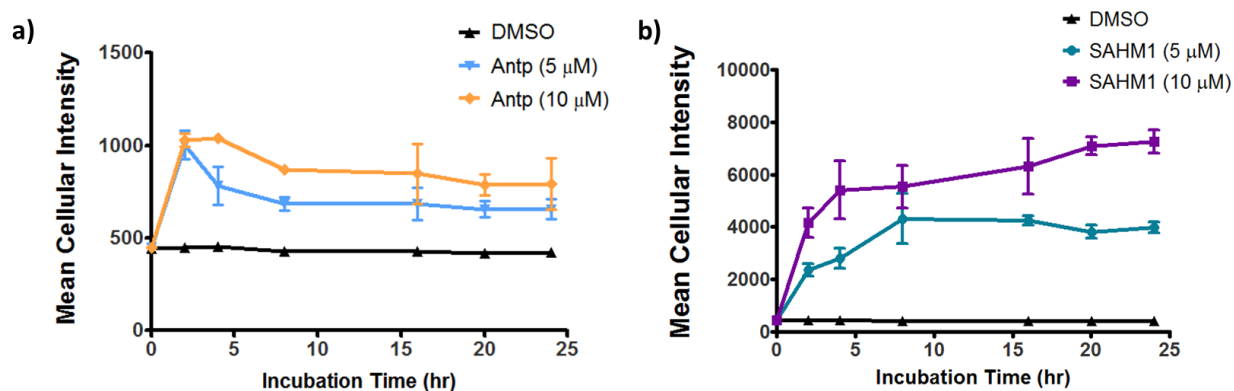 a)
DMSO
Antp (5 μM)
Antp (10 μM)
Mean Cellular Intensity
1500
1000
500
0
0 5 10 15 20 25
Incubation Time (hr)
b)
DMSO
SAHM1 (5 μM)
SAHM1 (10 μM)
Mean Cellular Intensity
10000
8000
6000
4000
2000
0
0 5 10 15 20 25
Incubation Time (hr)